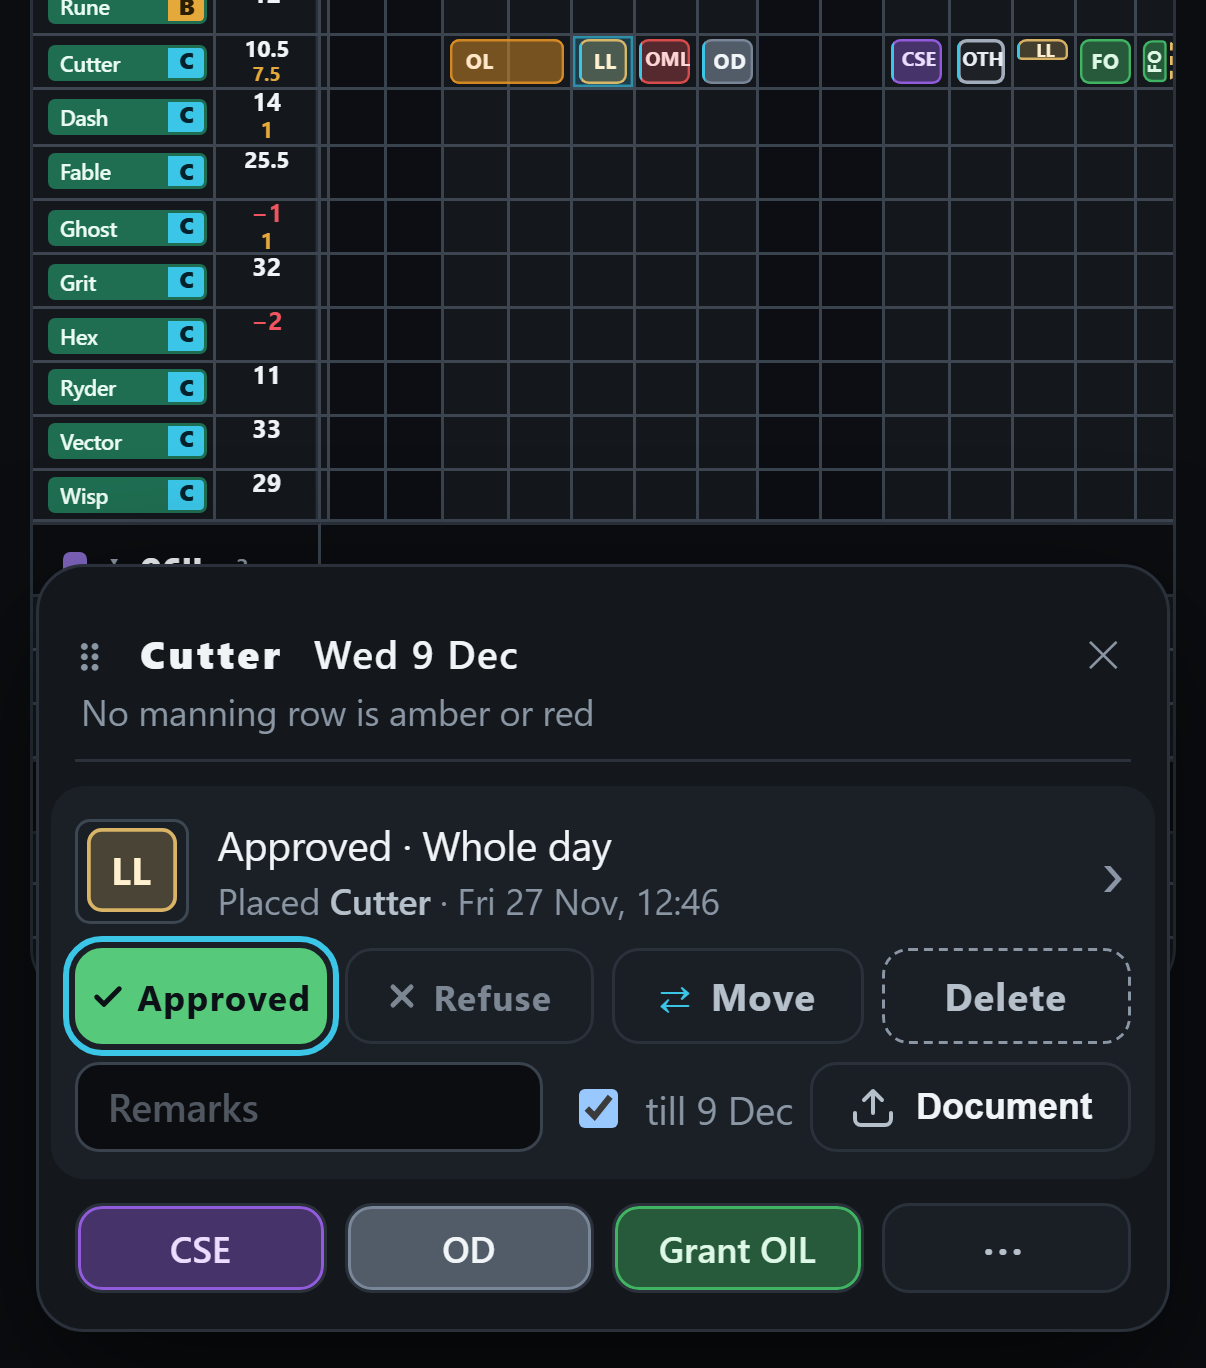 Rune B
Cutter C 10.5 OL LL OML OD CSE OTH LL FO FO
7.5
Dash C 14
1
Fable C 25.5
Ghost C −1
1
Grit C 32
Hex C −2
Ryder C 11
Vector C 33
Wisp C 29
Cutter Wed 9 Dec
No manning row is amber or red
LL Approved · Whole day
Placed Cutter · Fri 27 Nov, 12:46
Approved Refuse Move Delete
Remarks till 9 Dec Document
CSE OD Grant OIL ...